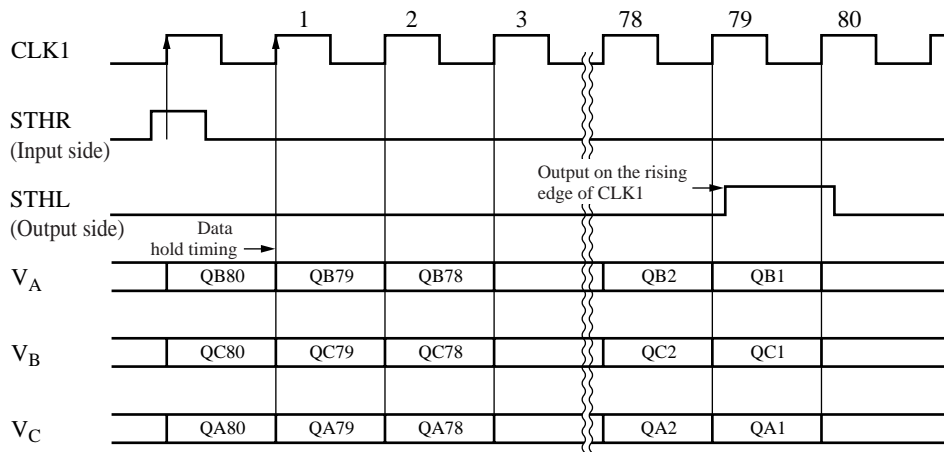 1 2 3 78 79 80
CLK1
STHR
(Input side)
Output on the rising
edge of CLK1
STHL
(Output side)
Data
hold timing
VA QB80 QB79 QB78 QB2 QB1
VB QC80 QC79 QC78 QC2 QC1
VC QA80 QA79 QA78 QA2 QA1